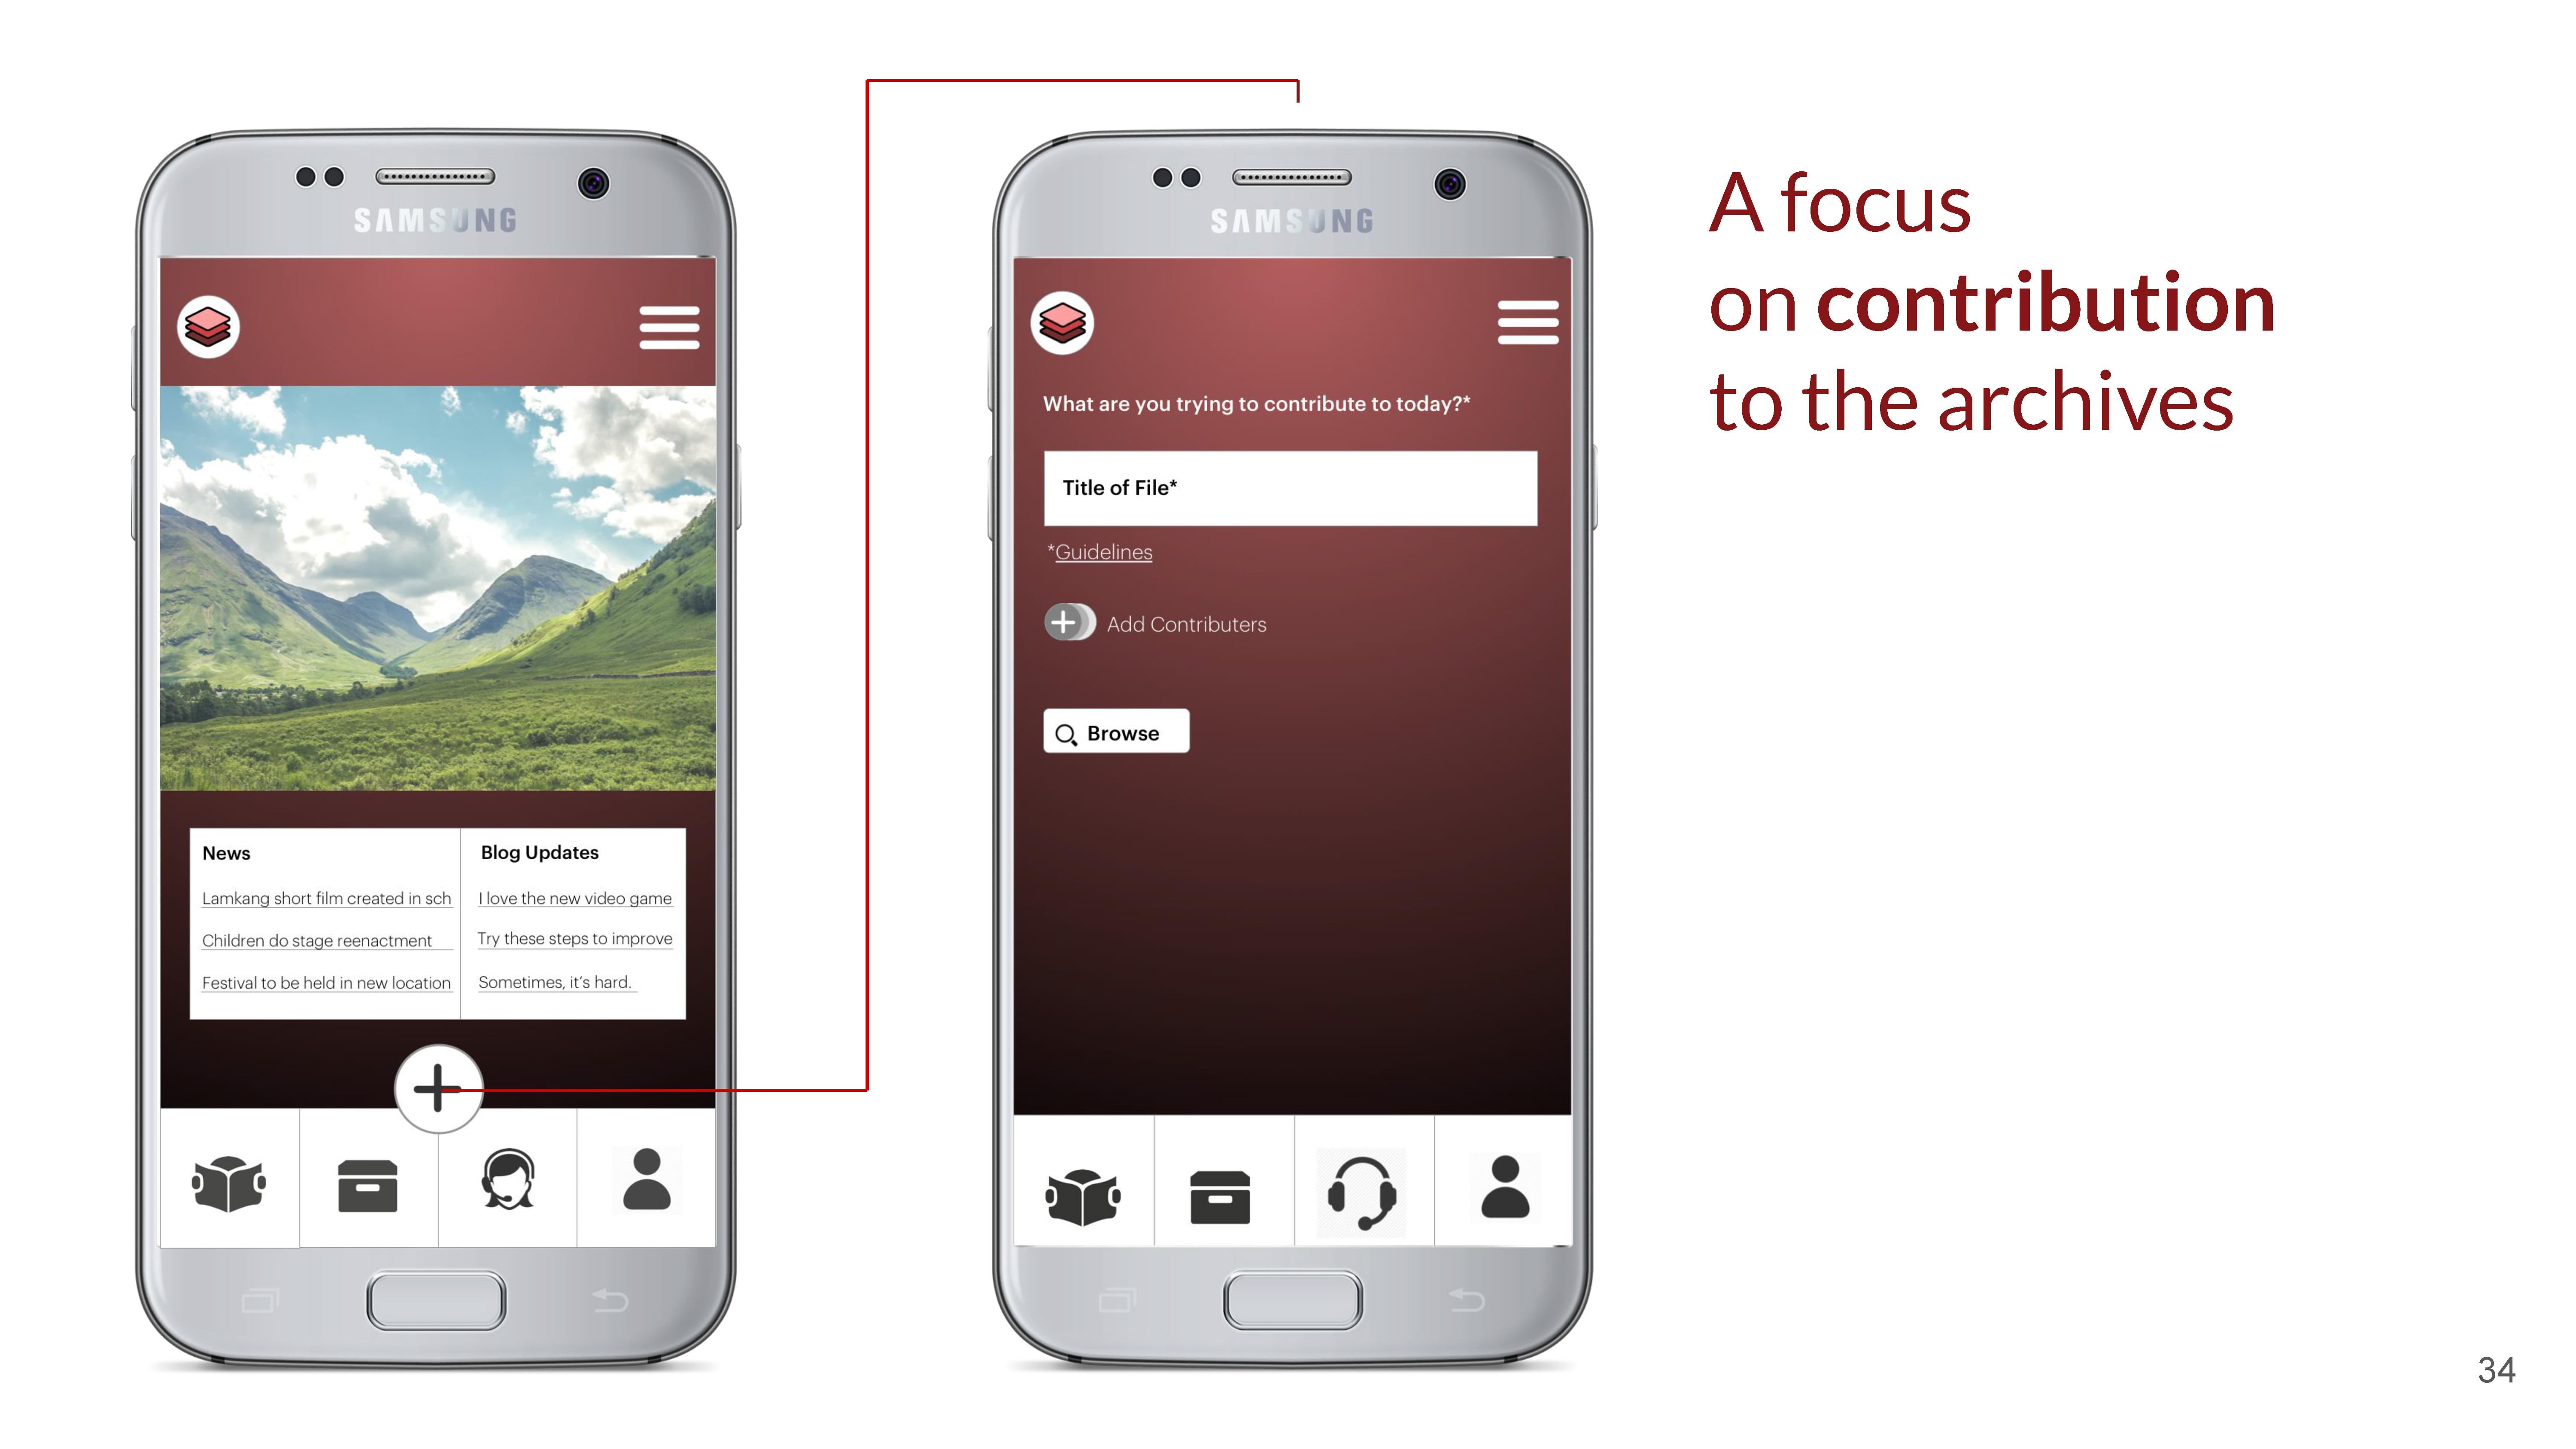 SAMSUNG
News
Lamkang short film created in sch
Children do stage reenactment
Festival to be held in new location
Blog Updates
I love the new video game
Try these steps to improve
Sometimes, it's hard.
SAMSUNG
What are you trying to contribute to today?*
Title of File*
*Guidelines
Add Contributers
Browse
A focus
on contribution
to the archives
34